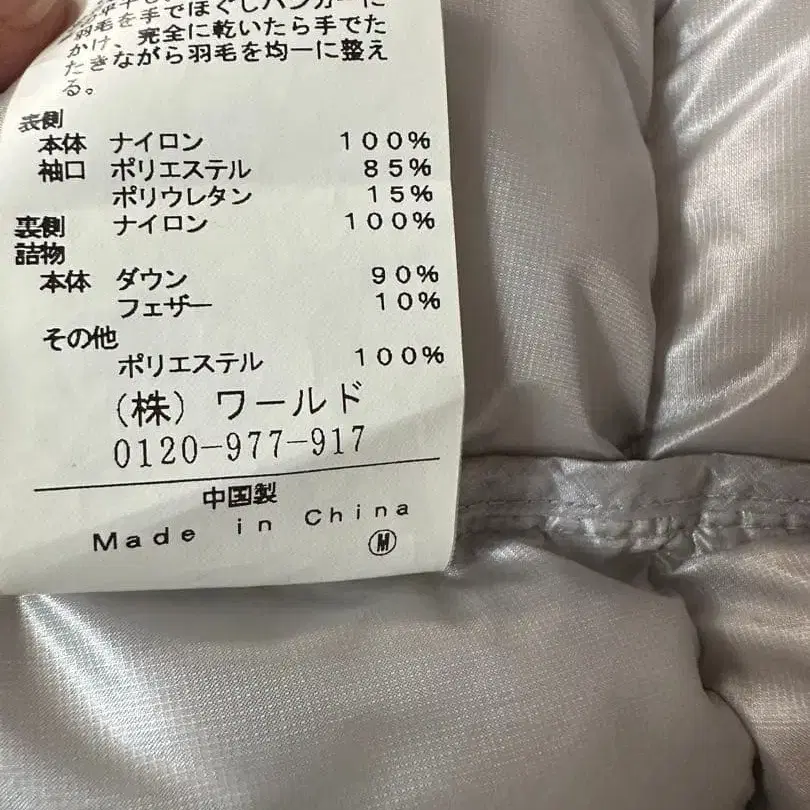 羽毛を手でほぐしハンガーに
かけ、完全に乾いたら手でた
たきながら羽毛を均一に整え
る。
表側
本体 ナイロン 100%
袖口 ポリエステル 85%
ポリウレタン 15%
裏側 ナイロン 100%
詰物
本体 ダウン 90%
フェザー 10%
その他
ポリエステル 100%
(株)ワールド
0120-977-917
中国製
Made in China
Ⓜ